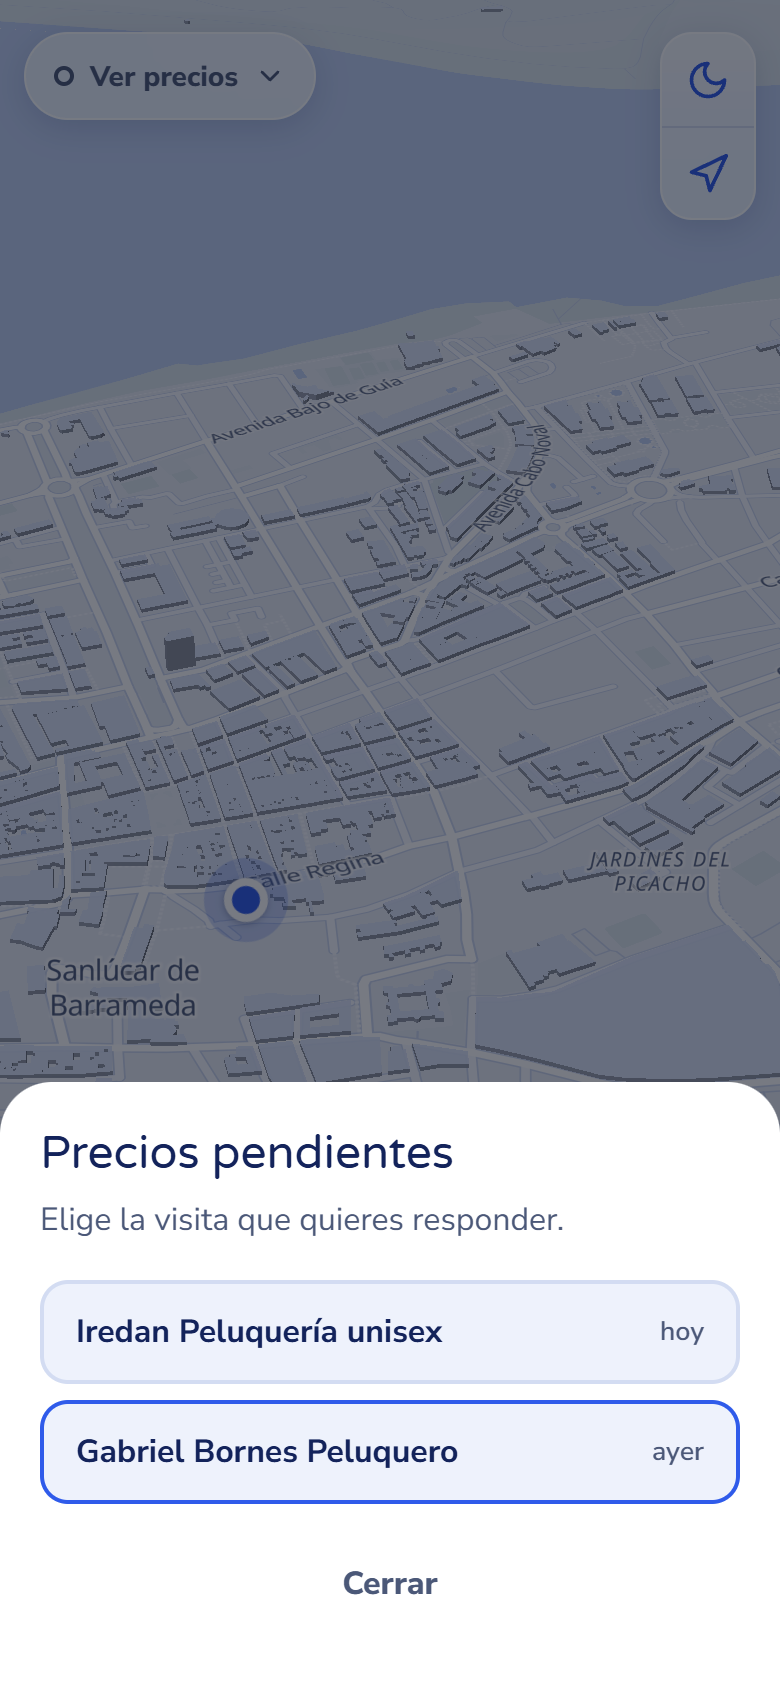 Ver precios
Avenida Bajo de Guía
Avenida Cabo Noval
Calle Regina
JARDINES DEL
PICACHO
Sanlúcar de
Barrameda
Precios pendientes
Elige la visita que quieres responder.
Iredan Peluquería unisex hoy
Gabriel Bornes Peluquero ayer
Cerrar